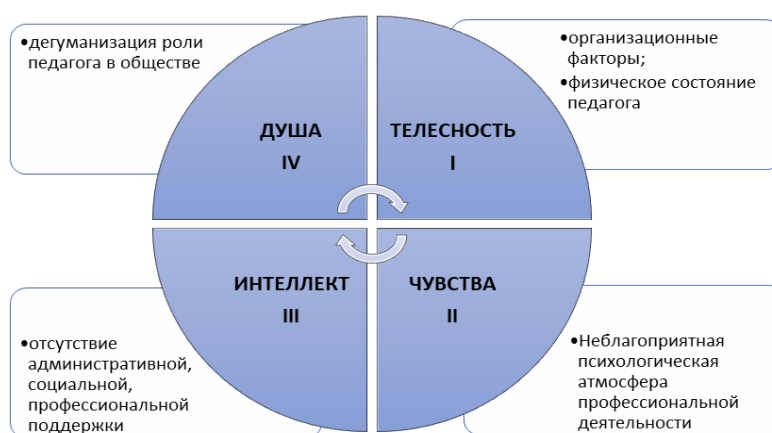 •дегуманизация роли
педагога в обществе
•организационные
факторы;
•физическое состояние
педагога
ДУША
IV
ТЕЛЕСНОСТЬ
I
ИНТЕЛЛЕКТ
III
ЧУВСТВА
II
•отсутствие
административной,
социальной,
профессиональной
поддержки
•Неблагоприятная
психологическая
атмосфера
профессиональной
деятельности